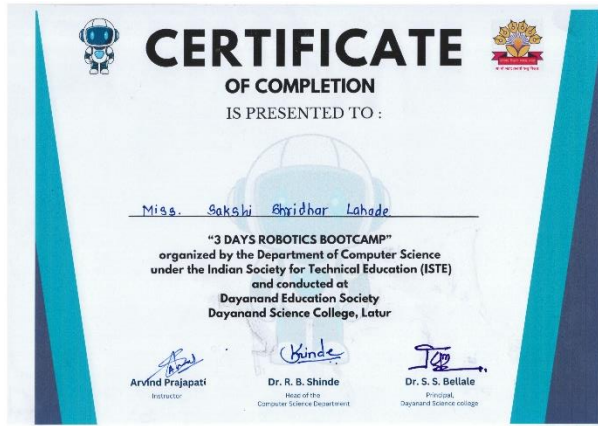 CERTIFICATE
OF COMPLETION
IS PRESENTED TO :
Miss. Sakshi Shridhar Lahade
“3 DAYS ROBOTICS BOOTCAMP”
organized by the Department of Computer Science
under the Indian Society for Technical Education (ISTE)
and conducted at
Dayanand Education Society
Dayanand Science College, Latur
Arvind Prajapati
Instructor
Dr. R. B. Shinde
Head of the
Computer Science Department
Dr. S. S. Bellale
Principal,
Dayanand Science college